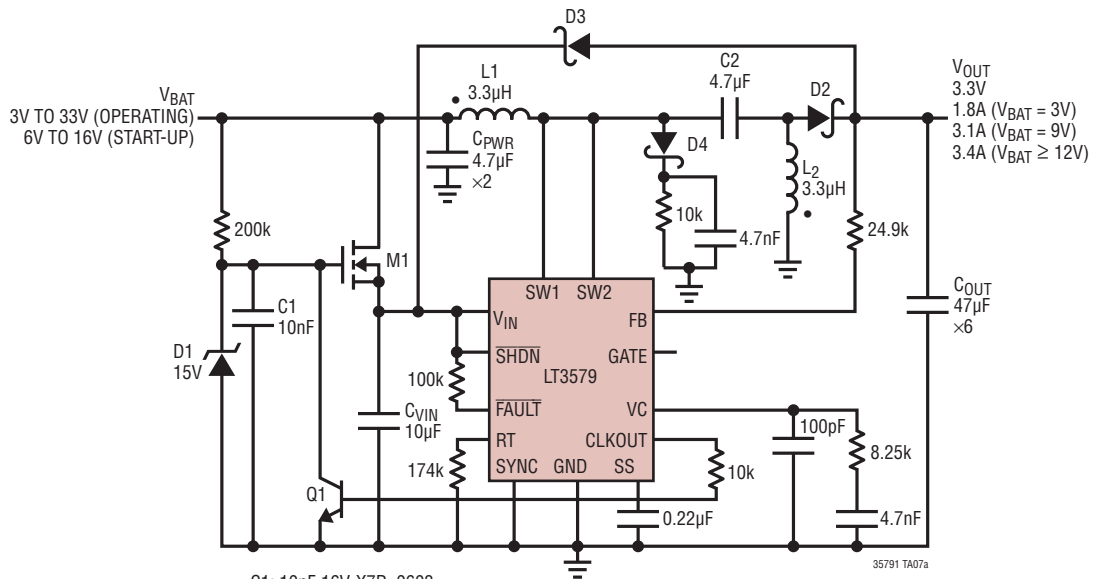 D3
V_BAT
3V TO 33V (OPERATING)
6V TO 16V (START-UP)
L1
3.3µH
C2
4.7µF
D2
V_OUT
3.3V
1.8A (V_BAT = 3V)
3.1A (V_BAT = 9V)
3.4A (V_BAT ≥ 12V)
C_PWR
4.7µF
×2
D4
L2
3.3µH
10k
4.7nF
200k
24.9k
M1
C1
10nF
D1
15V
SW1 SW2
V_IN
FB
SHDN
GATE
LT3579
100k
FAULT
VC
C_VIN
10µF
RT
CLKOUT
174k
SYNC GND SS
C_OUT
47µF
×6
100pF
8.25k
10k
Q1
0.22µF
4.7nF
35791 TA07a